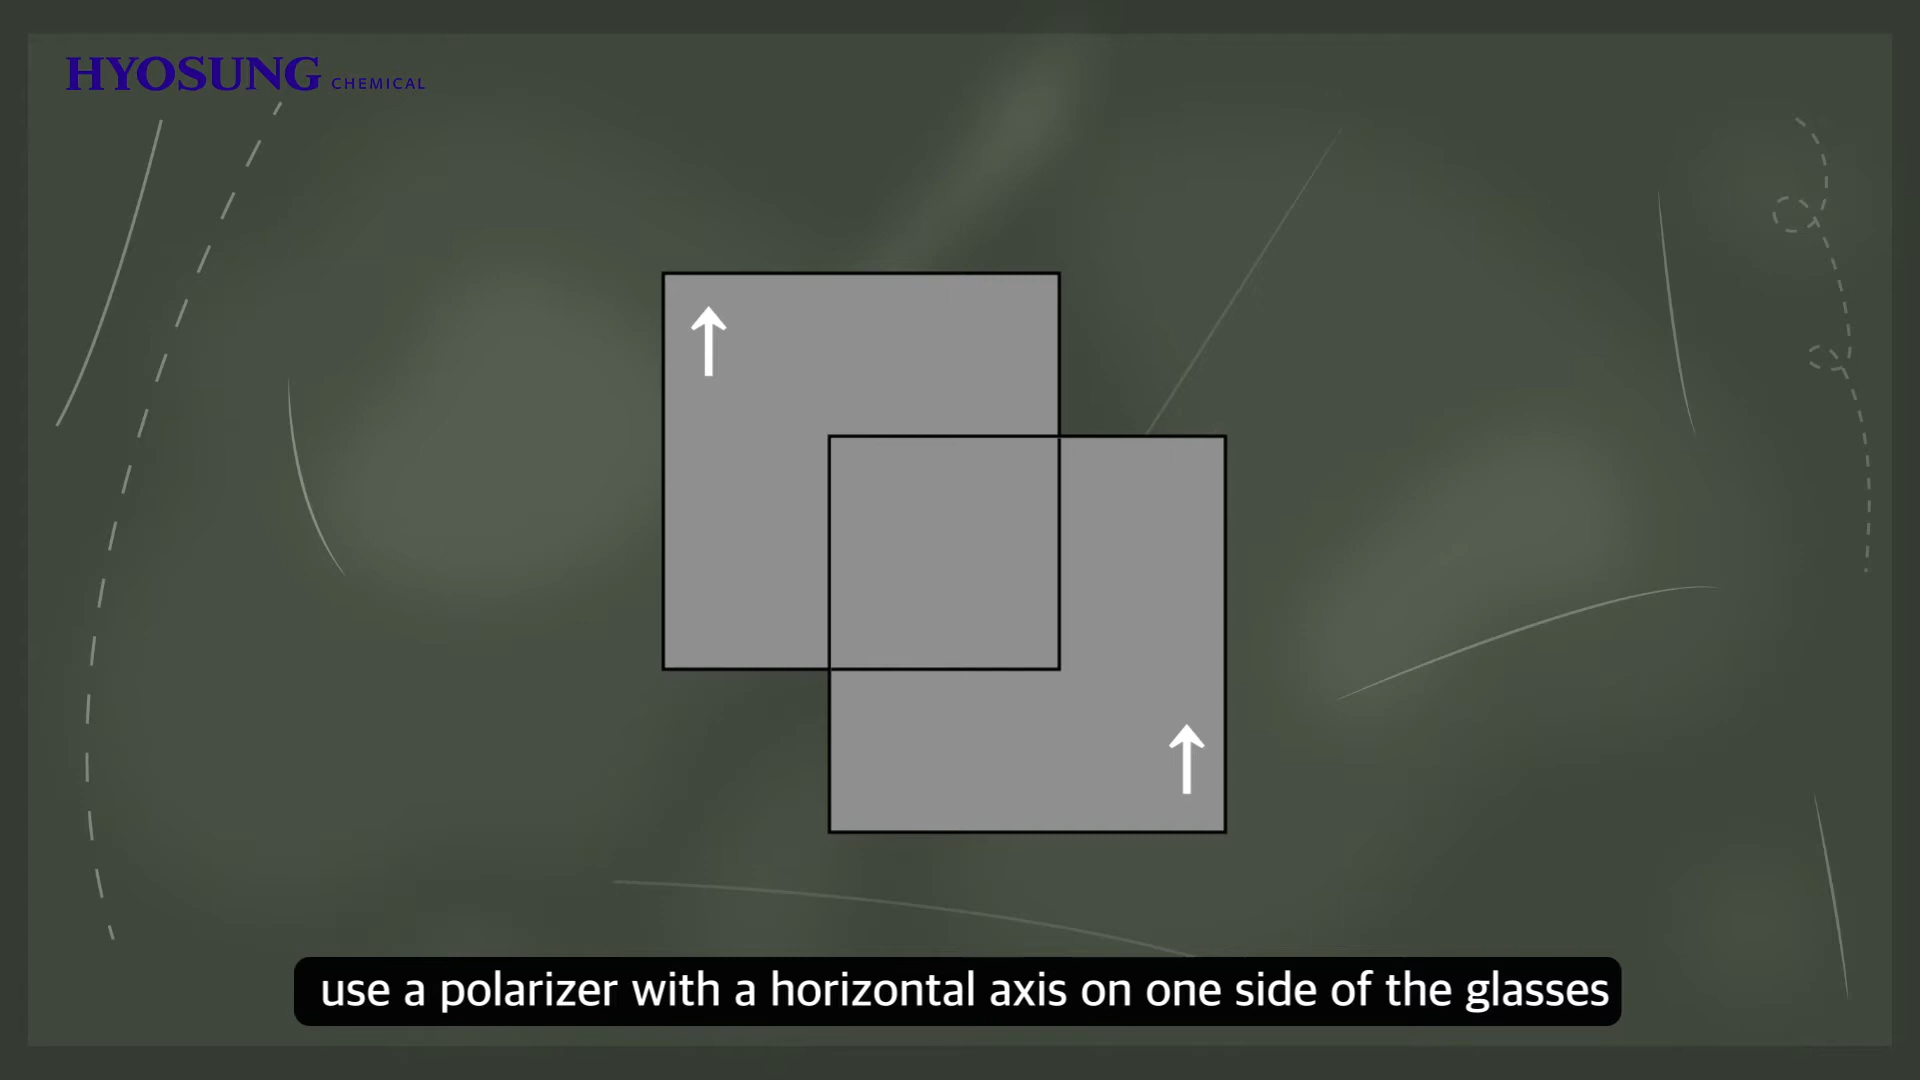 HYOSUNG CHEMICAL
use a polarizer with a horizontal axis on one side of the glasses